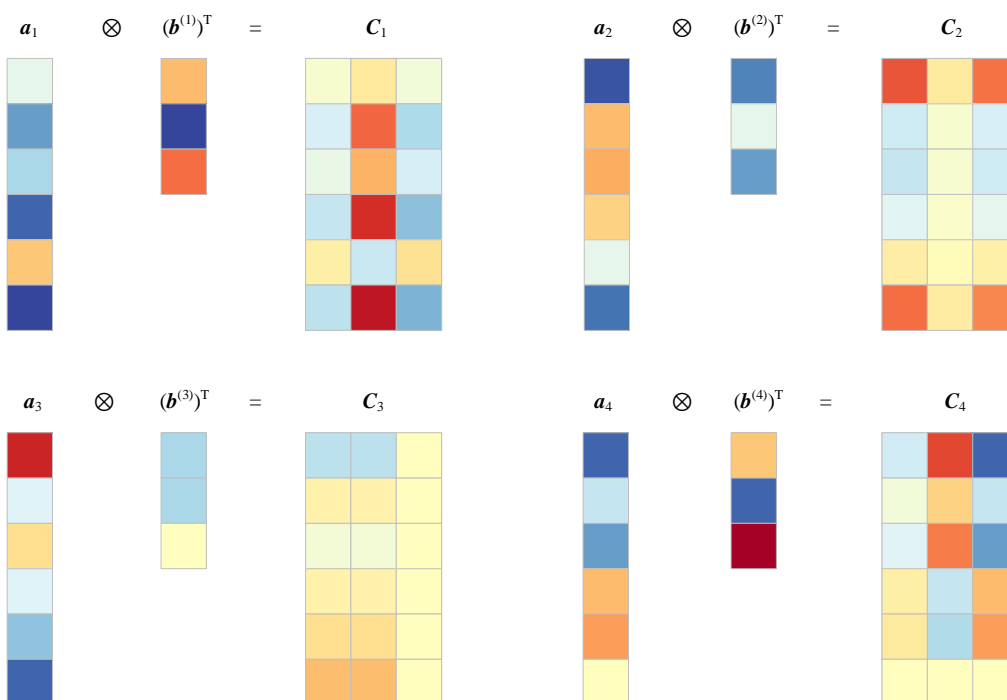 a₁ ⊗ (b⁽¹⁾)ᵀ = C₁ a₂ ⊗ (b⁽²⁾)ᵀ = C₂
a₃ ⊗ (b⁽³⁾)ᵀ = C₃ a₄ ⊗ (b⁽⁴⁾)ᵀ = C₄